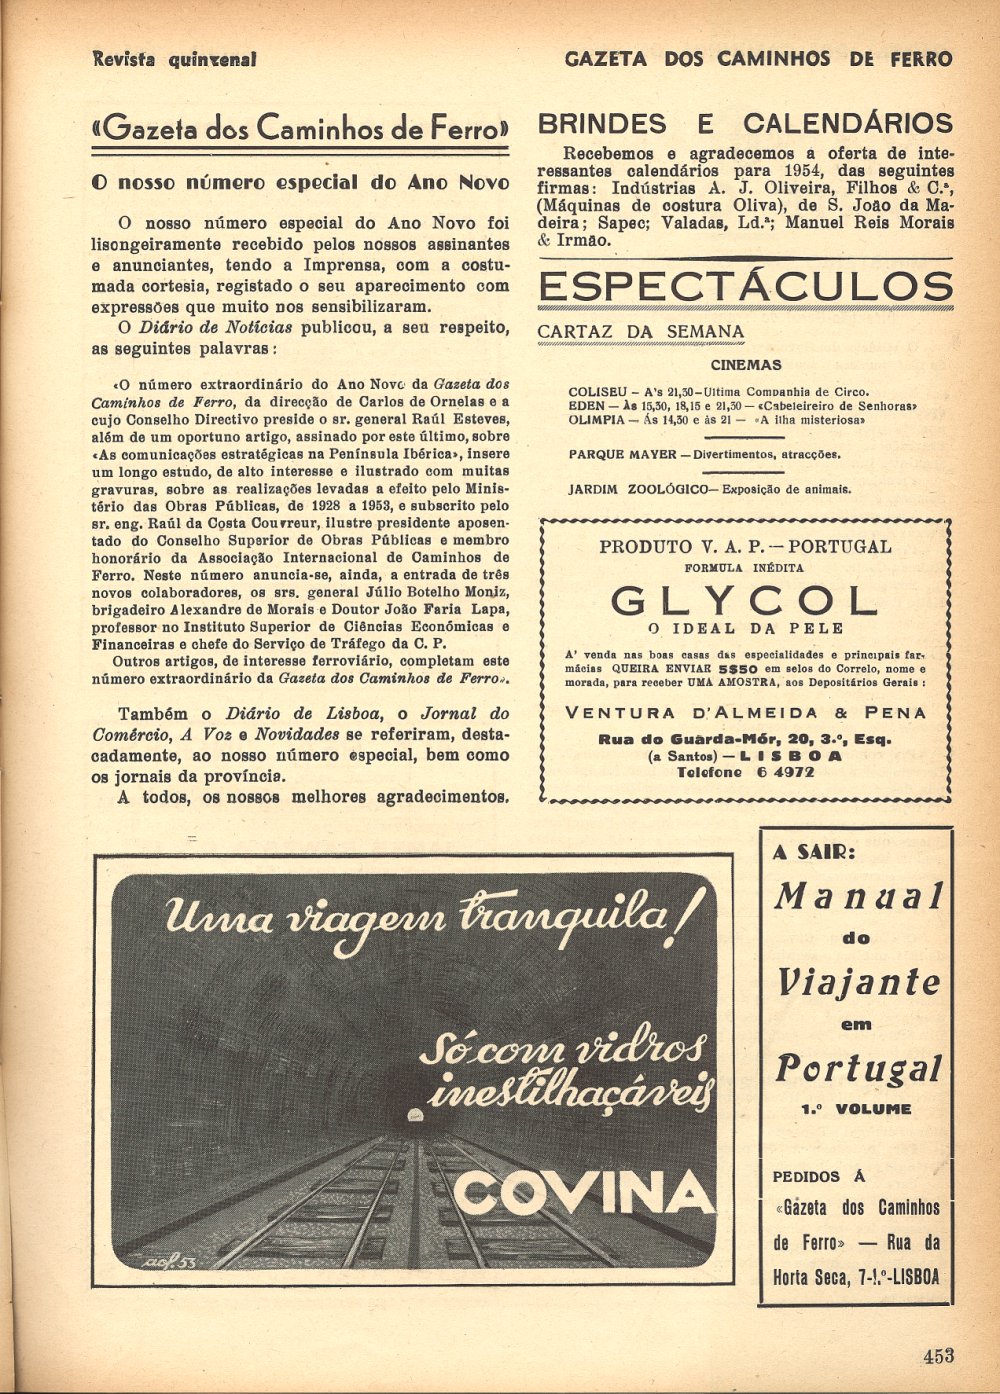 Revista quinzenal
GAZETA DOS CAMINHOS DE FERRO
«Gazeta dos Caminhos de Ferro»
O nosso número especial do Ano Novo
O nosso número especial do Ano Novo foi
lisongeiramente recebido pelos nossos assinantes
e anunciantes, tendo a Imprensa, com a costu-
mada cortesia, registado o seu aparecimento com
expressões que muito nos sensibilizaram.
O Diário de Notícias publicou, a seu respeito,
as seguintes palavras:
«O número extraordinário do Ano Novo da Gazeta dos
Caminhos de Ferro, da direcção de Carlos de Ornelas e a
cujo Conselho Directivo preside o sr. general Raúl Esteves,
além de um oportuno artigo, assinado por este último, sobre
«As comunicações estratégicas na Península Ibérica», insere
um longo estudo, de alto interesse e ilustrado com muitas
gravuras, sobre as realizações levadas a efeito pelo Minis-
tério das Obras Públicas, de 1928 a 1953, e subscrito pelo
sr. eng. Raúl da Costa Couvreur, ilustre presidente aposen-
tado do Conselho Superior de Obras Públicas e membro
honorário da Associação Internacional de Caminhos de
Ferro. Neste número anuncia-se, ainda, a entrada de três
novos colaboradores, os srs. general Júlio Botelho Moniz,
brigadeiro Alexandre de Morais e Doutor João Faria Lapa,
professor no Instituto Superior de Ciências Económicas e
Financeiras e chefe do Serviço de Tráfego da C. P.
Outros artigos, de interesse ferroviário, completam este
número extraordinário da Gazeta dos Caminhos de Ferro».
Também o Diário de Lisboa, o Jornal do
Comércio, A Voz e Novidades se referiram, desta-
cadamente, ao nosso número especial, bem como
os jornais da província.
A todos, os nossos melhores agradecimentos.
BRINDES E CALENDÁRIOS
Recebemos e agradecemos a oferta de inte-
ressantes calendários para 1954, das seguintes
firmas: Indústrias A. J. Oliveira, Filhos & C.ª,
(Máquinas de costura Oliva), de S. João da Ma-
deira; Sapec; Valadas, Ld.ª; Manuel Reis Morais
& Irmão.
ESPECTÁCULOS
CARTAZ DA SEMANA
CINEMAS
COLISEU — A's 21,30-Ultima Companhia de Circo.
EDEN — Às 15,30, 18,15 e 21,30 — «Cabeleireiro de Senhoras»
OLIMPIA — Ás 14,30 e às 21 — «A ilha misteriosa»
PARQUE MAYER — Divertimentos, atracções.
JARDIM ZOOLÓGICO— Exposição de animais.
PRODUTO V. A. P. — PORTUGAL
FORMULA INÉDITA
GLYCOL
O IDEAL DA PELE
A' venda nas boas casas das especialidades e principais far-
mácias QUEIRA ENVIAR 5$50 em selos do Correio, nome e
morada, para receber UMA AMOSTRA, aos Depositários Gerais:
VENTURA D'ALMEIDA & PENA
Rua do Guarda-Mór, 20, 3.º, Esq.
(a Santos) — LISBOA
Telefone 6 4972
Uma viagem tranquila!
Só com vidros
inestilhaçáveis
COVINA
aof. 53
A SAIR:
Manual
do
Viajante
em
Portugal
1.º VOLUME
PEDIDOS Á
«Gazeta dos Caminhos
de Ferro» — Rua da
Horta Seca, 7-1.º-LISBOA
453